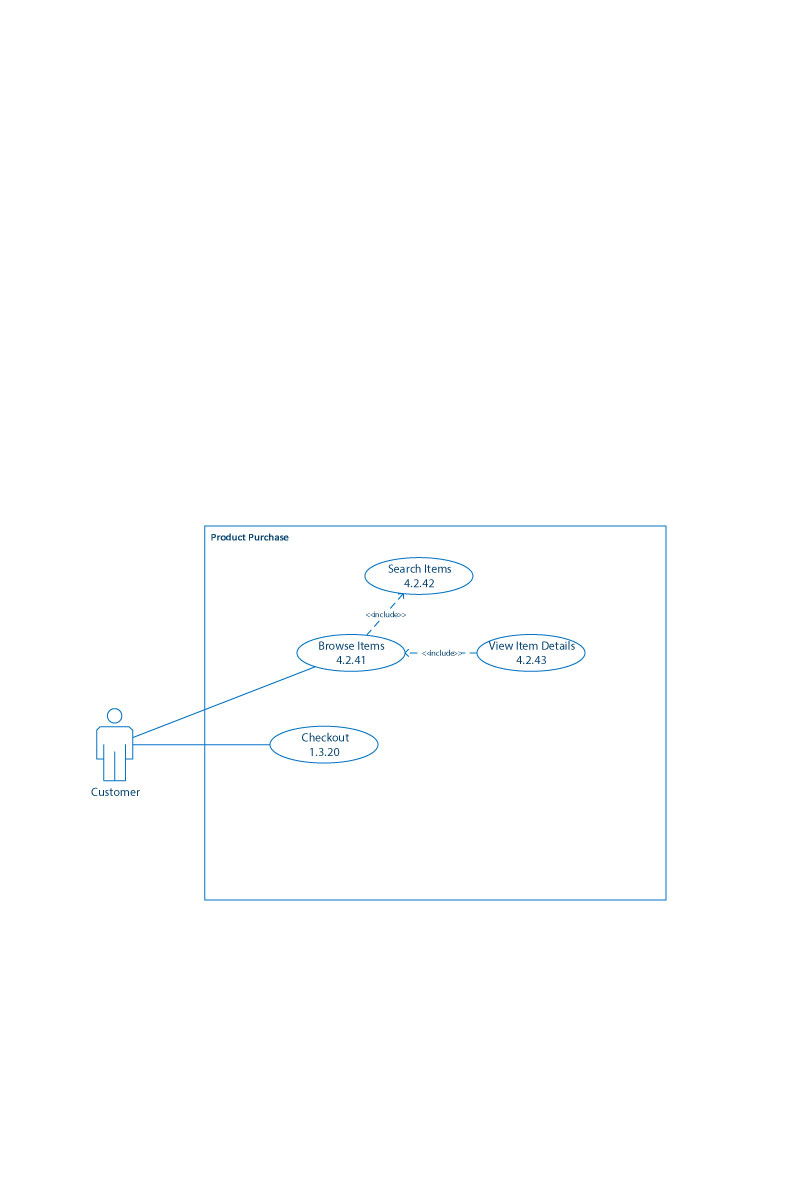 Product Purchase
Search Items
4.2.42
<<include>>
Browse Items
4.2.41
<<include>>
View Item Details
4.2.43
Checkout
1.3.20
Customer